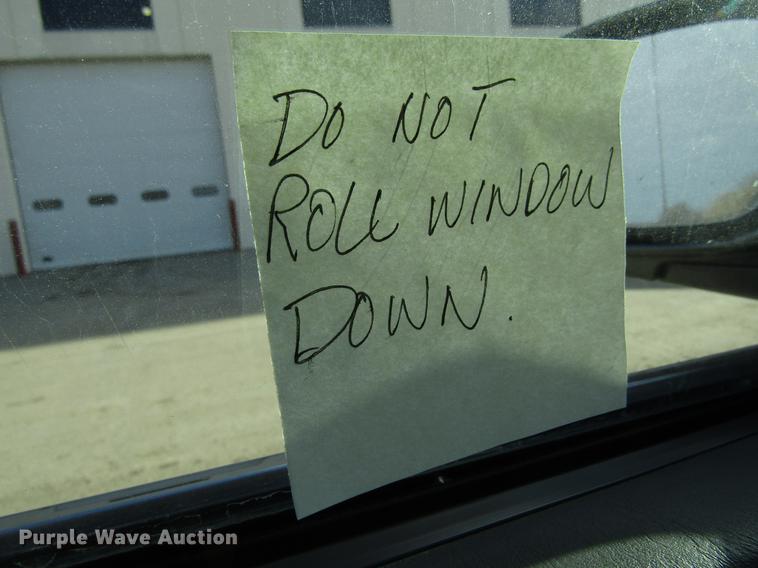 DO NOT
ROLL WINDOW
DOWN.
Purple Wave Auction